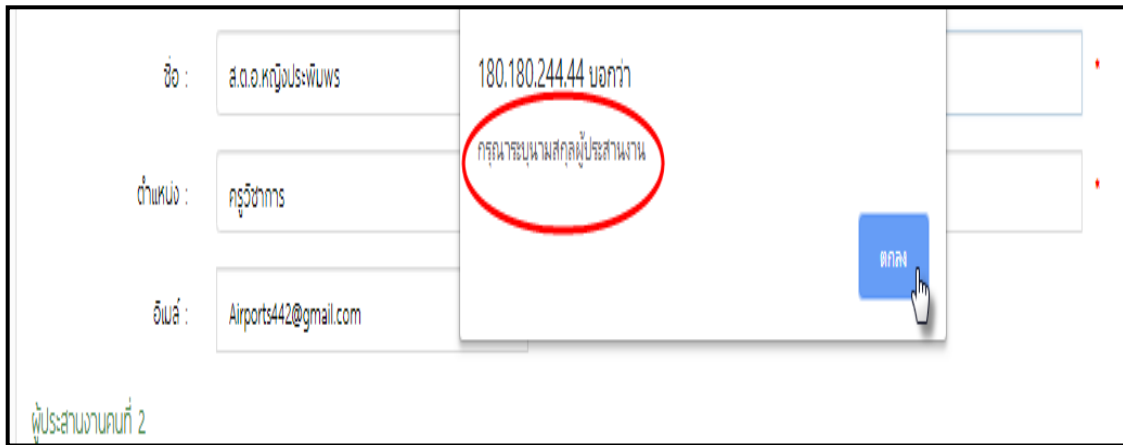 ชื่อ :
ส.ต.อ.หญิงประพิมพร
*
180.180.244.44 บอกว่า
กรุณาระบุนามสกุลผู้ประสานงาน
ตำแหน่ง :
ครูวิชาการ
*
ตกลง
อีเมล์ :
Airports442@gmail.com
ผู้ประสานงานคนที่ 2